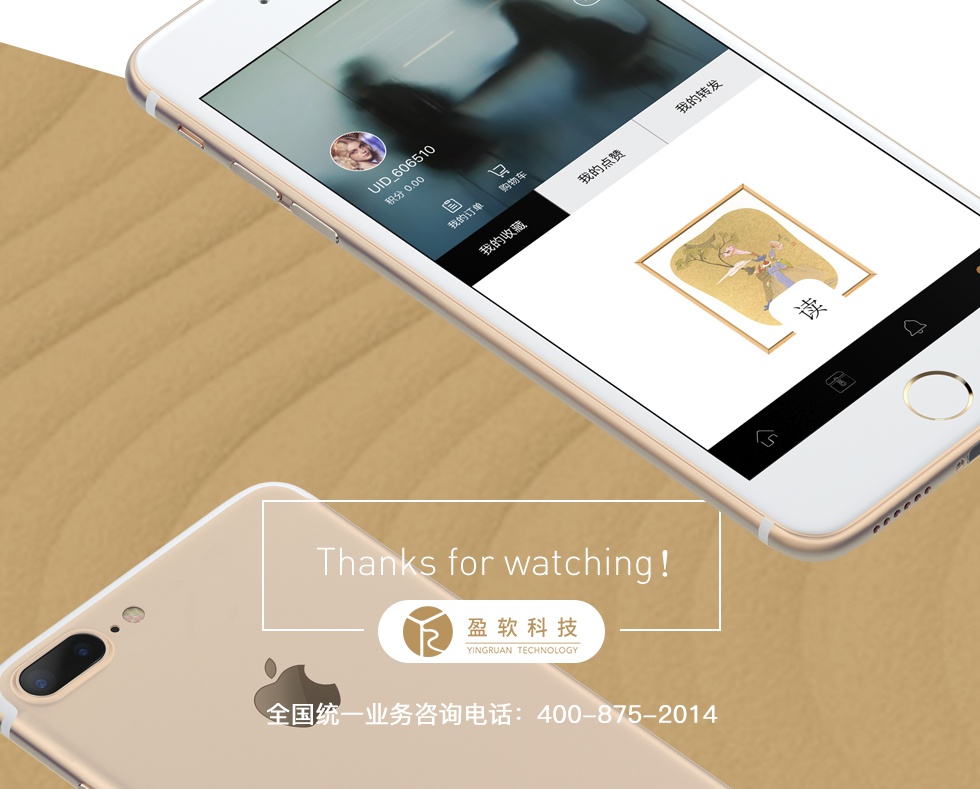 我的转发
我的点赞
UID_606510
积分 0.00
购物车
我的订单
我的收藏
读
Thanks for watching!
盈软科技
YINGRUAN TECHNOLOGY
全国统一业务咨询电话：400-875-2014